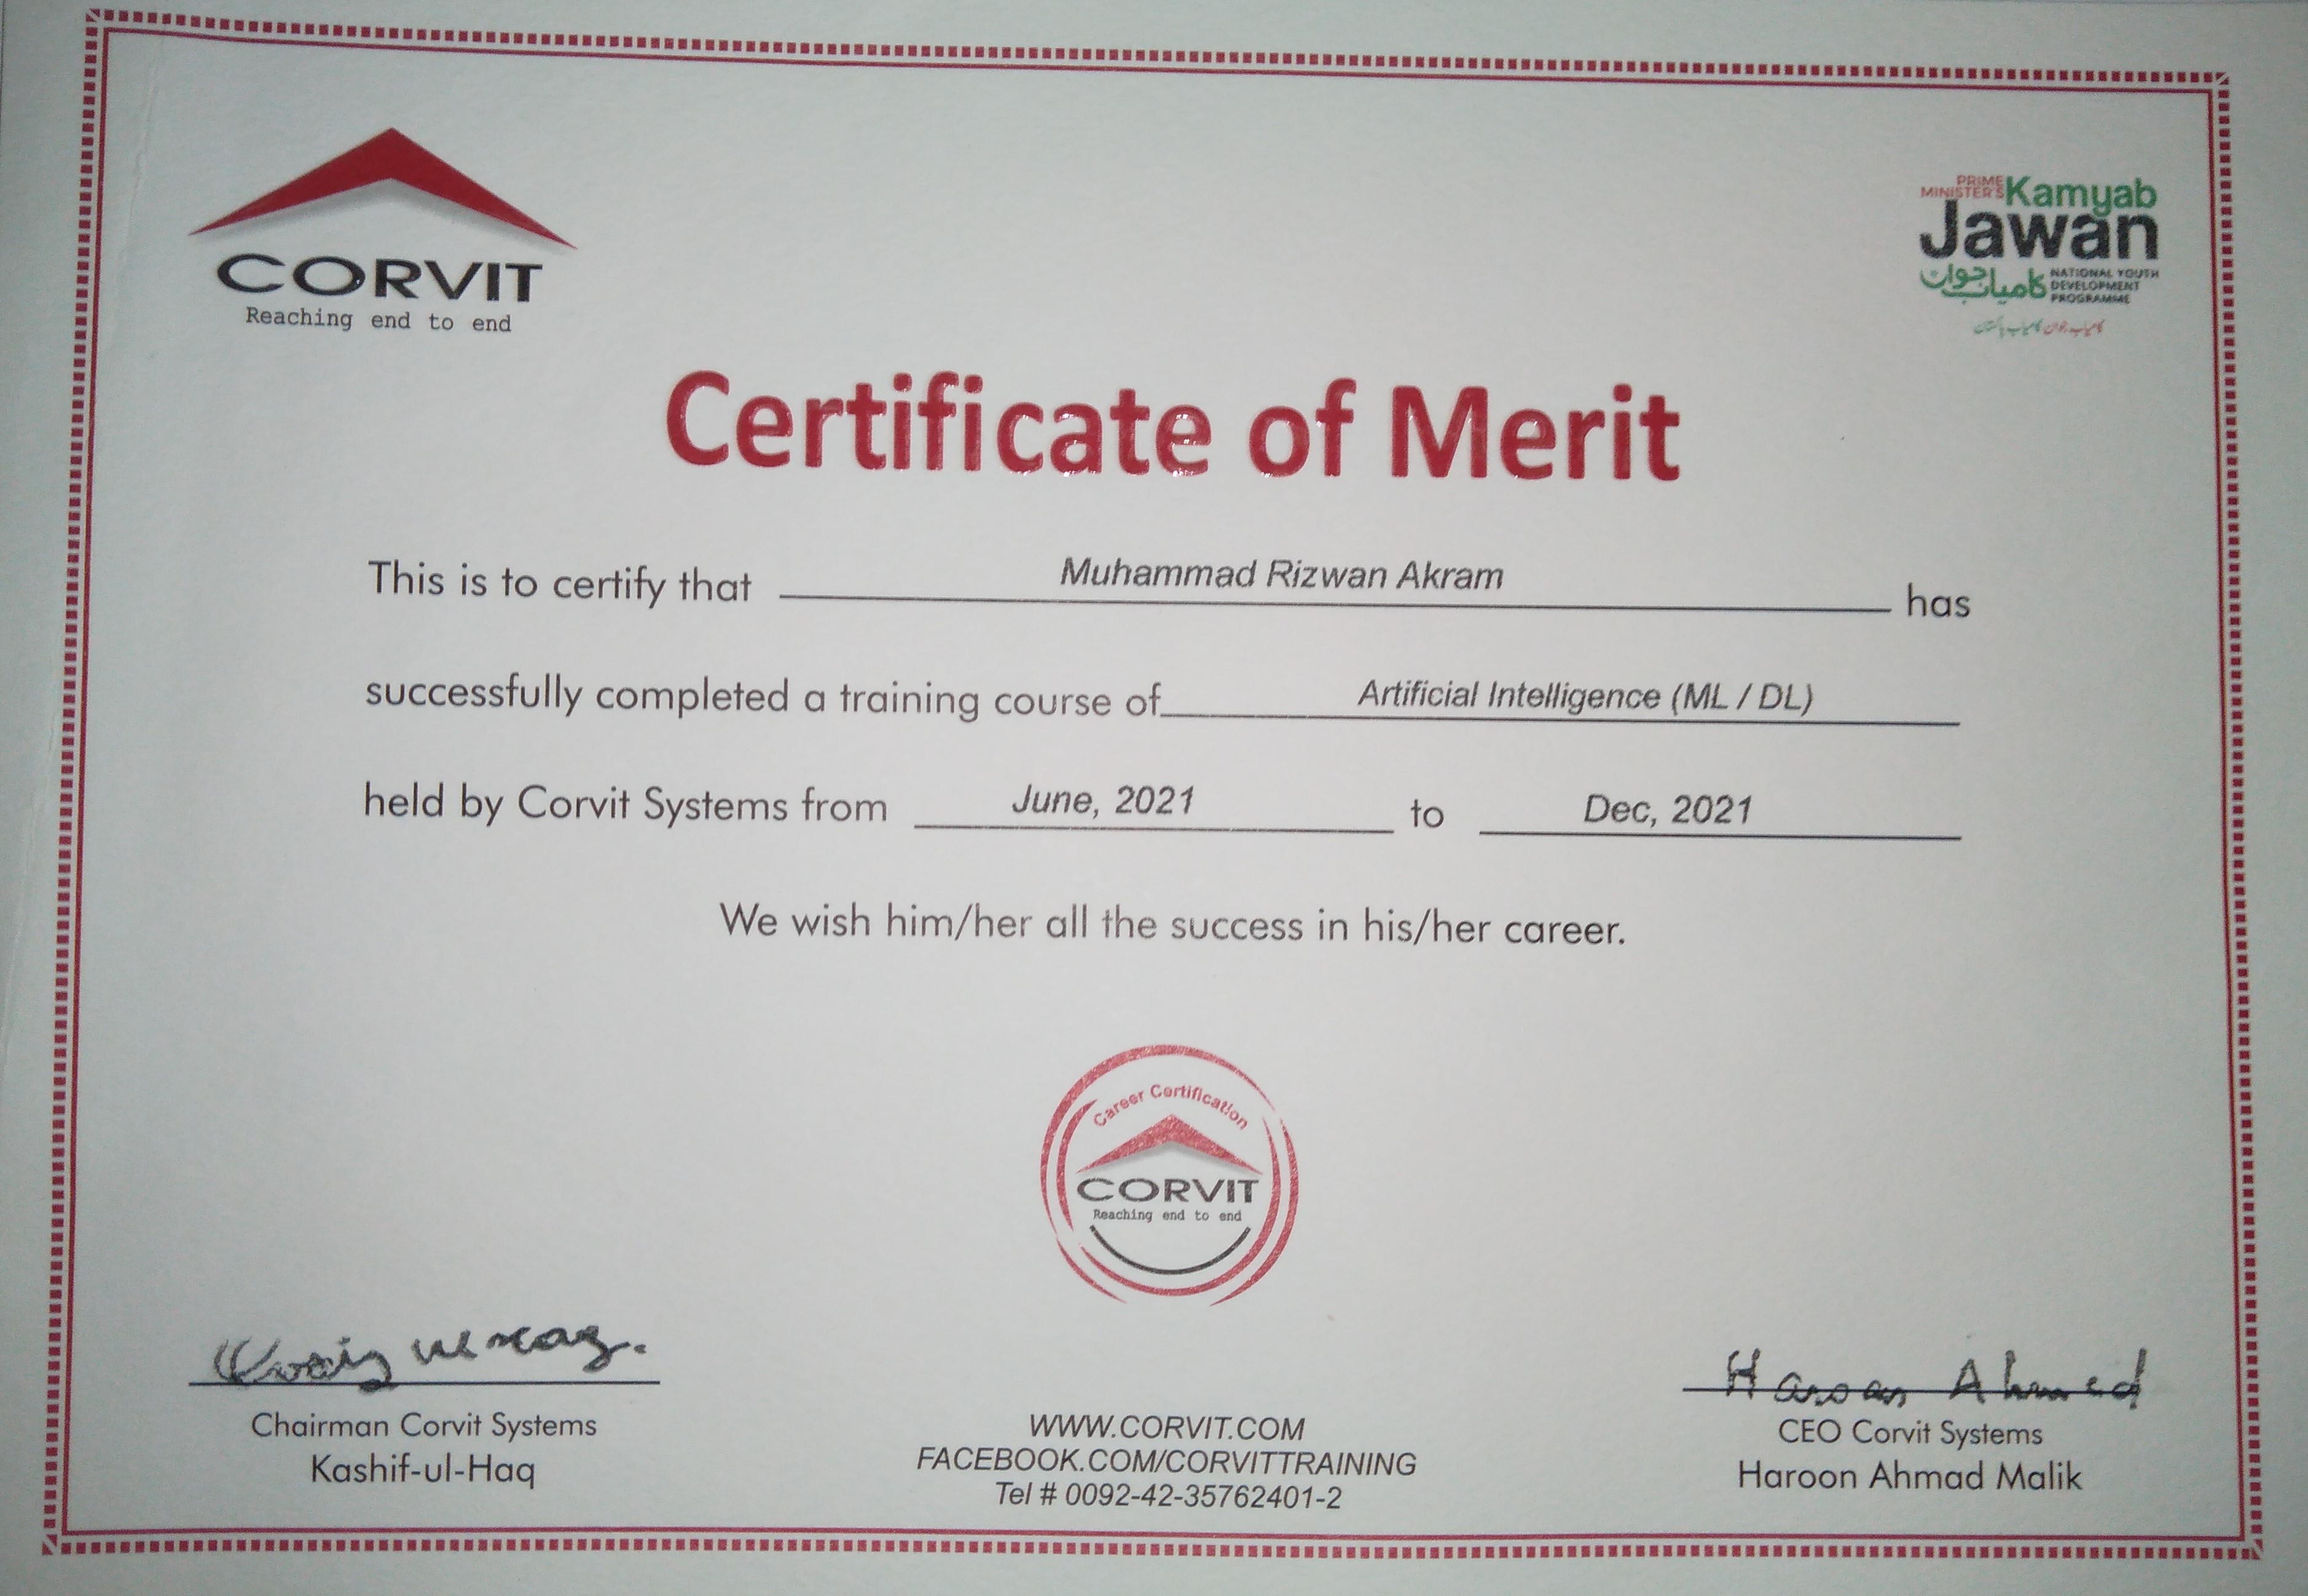 CORVIT
Reaching end to end
PRIME
MINISTER'S Kamyab
Jawan
کامیاب جوان
NATIONAL YOUTH
DEVELOPMENT
PROGRAMME
Certificate of Merit
This is to certify that Muhammad Rizwan Akram has
successfully completed a training course of Artificial Intelligence (ML / DL)
held by Corvit Systems from June, 2021 to Dec, 2021
We wish him/her all the success in his/her career.
Career Certification
CORVIT
Reaching end to end
Chairman Corvit Systems
Kashif-ul-Haq
WWW.CORVIT.COM
FACEBOOK.COM/CORVITTRAINING
Tel # 0092-42-35762401-2
Haroon Ahmed
CEO Corvit Systems
Haroon Ahmad Malik